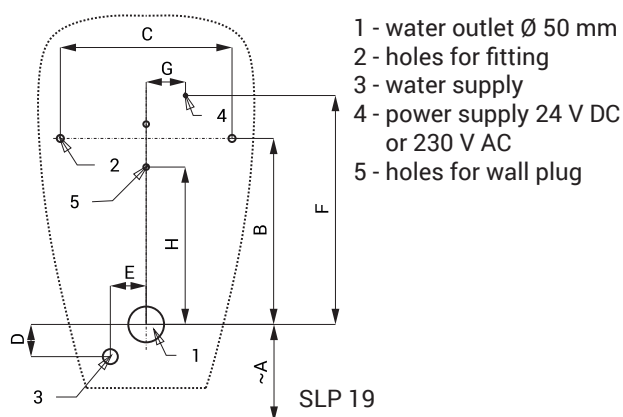 C
G
4
2
5
B
F
H
E
D
1
3
~A
SLP 19
1 - water outlet Ø 50 mm
2 - holes for fitting
3 - water supply
4 - power supply 24 V DC
or 230 V AC
5 - holes for wall plug